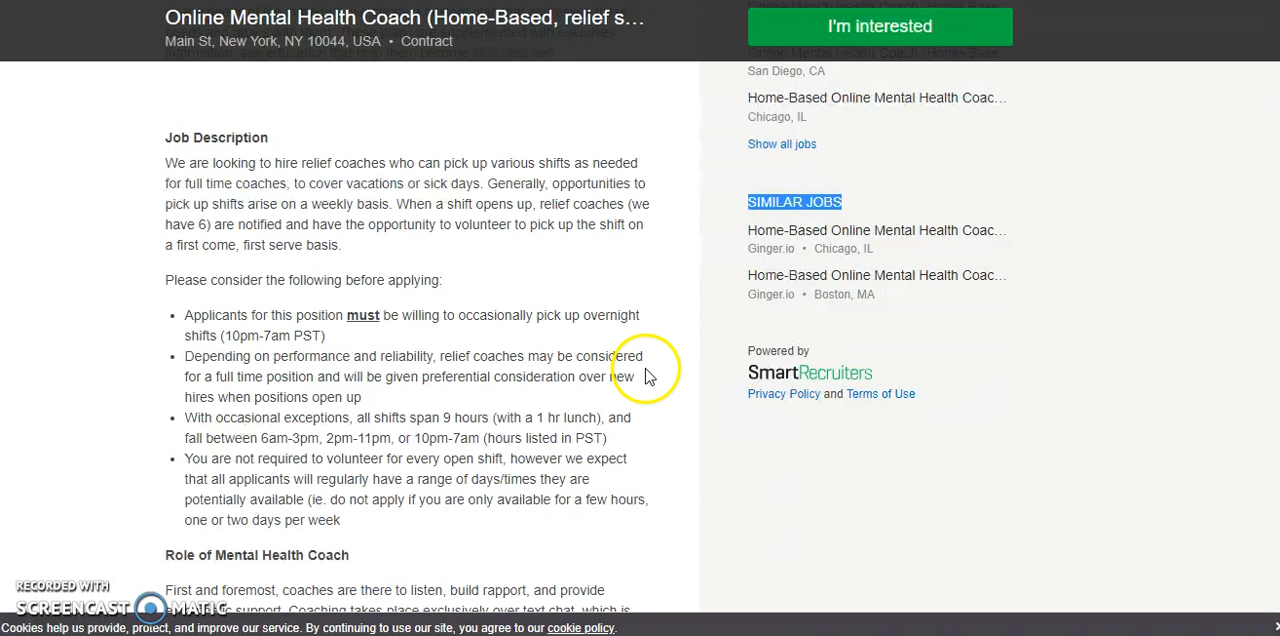 Online Mental Health Coach (Home-Based, relief s...
Main St, New York, NY 10044, USA • Contract
I'm interested
San Diego, CA
Home-Based Online Mental Health Coac...
Chicago, IL
Show all jobs
SIMILAR JOBS
Home-Based Online Mental Health Coac...
Ginger.io • Chicago, IL
Home-Based Online Mental Health Coac...
Ginger.io • Boston, MA
Powered by
SmartRecruiters
Privacy Policy and Terms of Use
Job Description
We are looking to hire relief coaches who can pick up various shifts as needed
for full time coaches, to cover vacations or sick days. Generally, opportunities to
pick up shifts arise on a weekly basis. When a shift opens up, relief coaches (we
have 6) are notified and have the opportunity to volunteer to pick up the shift on
a first come, first serve basis.
Please consider the following before applying:
• Applicants for this position must be willing to occasionally pick up overnight
shifts (10pm-7am PST)
• Depending on performance and reliability, relief coaches may be considered
for a full time position and will be given preferential consideration over new
hires when positions open up
• With occasional exceptions, all shifts span 9 hours (with a 1 hr lunch), and
fall between 6am-3pm, 2pm-11pm, or 10pm-7am (hours listed in PST)
• You are not required to volunteer for every open shift, however we expect
that all applicants will regularly have a range of days/times they are
potentially available (ie. do not apply if you are only available for a few hours,
one or two days per week
Role of Mental Health Coach
First and foremost, coaches are there to listen, build rapport, and provide
support. Coaching takes place exclusively over text chat, which is
RECORDED WITH
SCREENCAST MATIC
Cookies help us provide, protect, and improve our service. By continuing to use our site, you agree to our cookie policy.